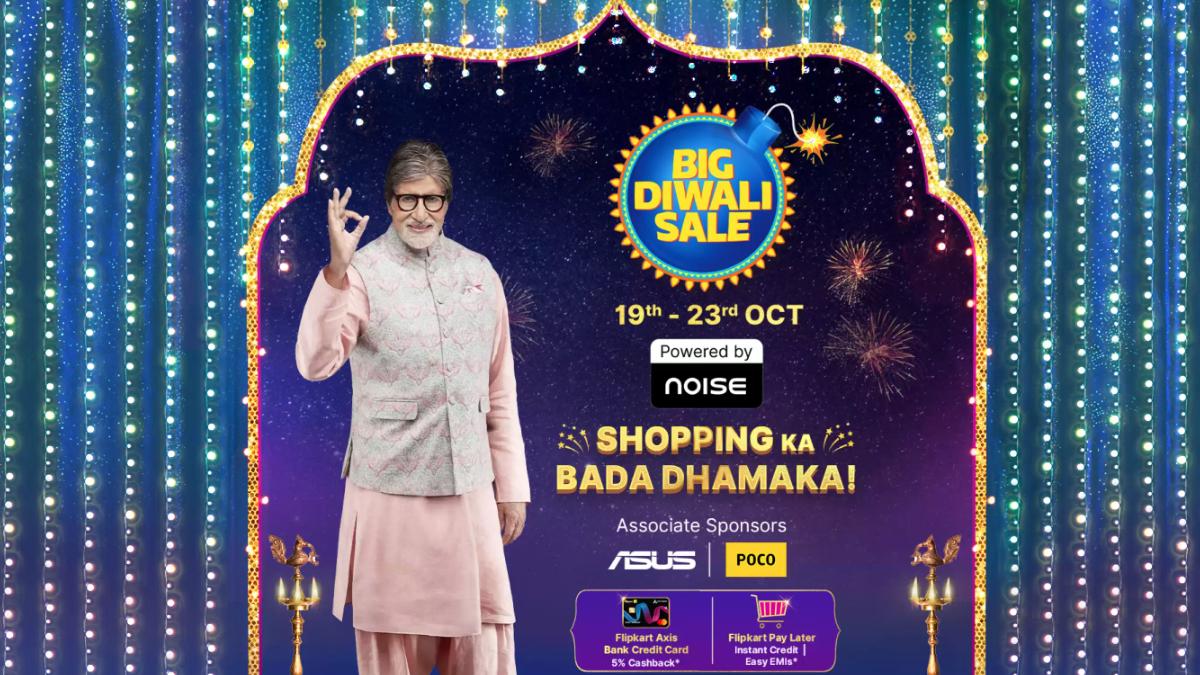 BIG
DIWALI
SALE
19th - 23rd OCT
Powered by
noise
SHOPPING KA
BADA DHAMAKA!
Associate Sponsors
ASUS
POCO
Flipkart Axis
Bank Credit Card
5% Cashback*
Flipkart Pay Later
Instant Credit |
Easy EMIs*